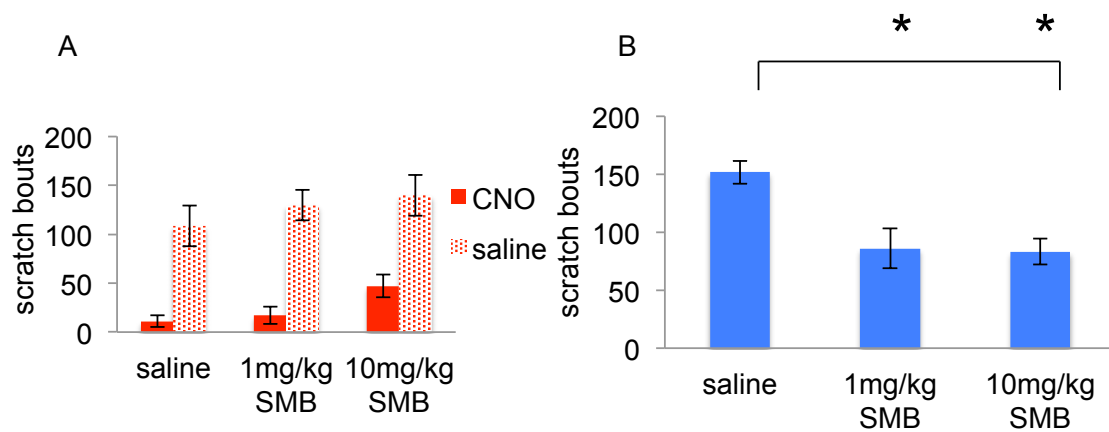 A
scratch bouts
200
150
100
50
0
saline
1mg/kg
SMB
10mg/kg
SMB
CNO
saline
B
* *
scratch bouts
200
150
100
50
0
saline
1mg/kg
SMB
10mg/kg
SMB